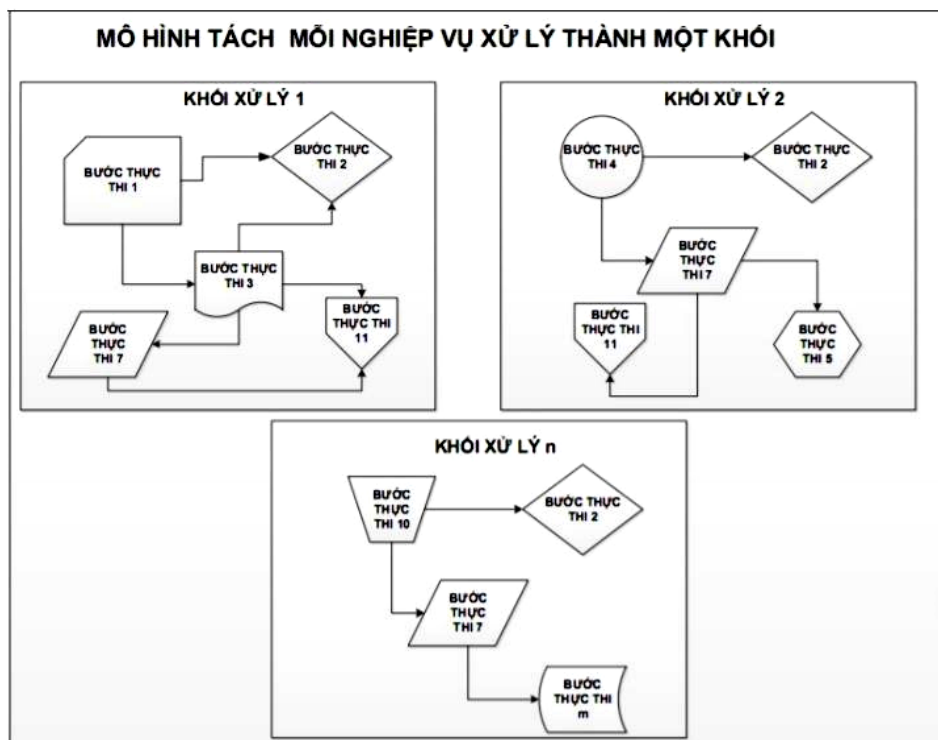 MÔ HÌNH TÁCH MỖI NGHIỆP VỤ XỬ LÝ THÀNH MỘT KHỐI
KHỐI XỬ LÝ 1
BƯỚC THỰC
THI 1
BƯỚC THỰC
THI 2
BƯỚC THỰC
THI 3
BƯỚC
THỰC
THI 7
BƯỚC
THỰC THI
11
KHỐI XỬ LÝ 2
BƯỚC THỰC
THI 4
BƯỚC THỰC
THI 2
BƯỚC
THỰC
THI 7
BƯỚC
THỰC THI
11
BƯỚC
THỰC
THI 5
KHỐI XỬ LÝ n
BƯỚC
THỰC
THI 10
BƯỚC THỰC
THI 2
BƯỚC
THỰC
THI 7
BƯỚC
THỰC THI
m